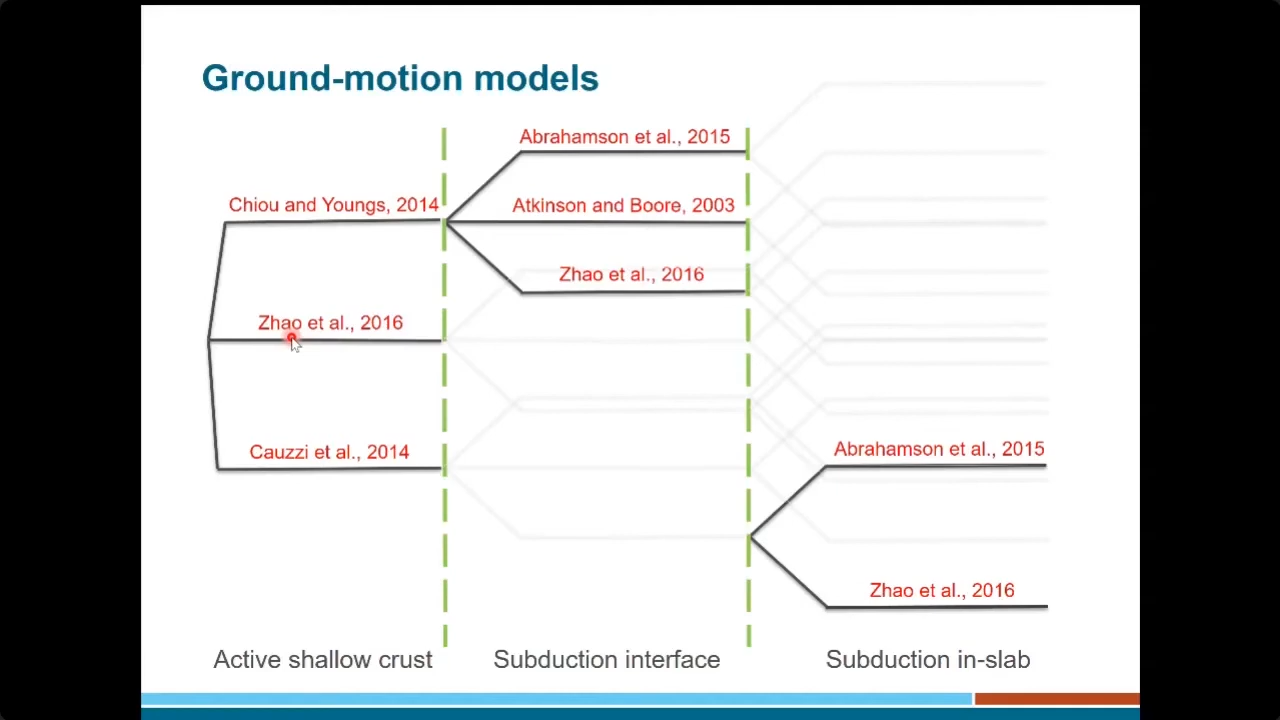 Ground-motion models
Abrahamson et al., 2015
Chiou and Youngs, 2014
Atkinson and Boore, 2003
Zhao et al., 2016
Zhao et al., 2016
Cauzzi et al., 2014
Abrahamson et al., 2015
Zhao et al., 2016
Active shallow crust
Subduction interface
Subduction in-slab